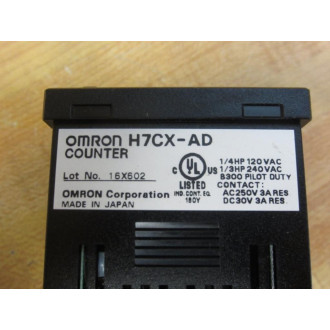 OMRON H7CX-AD
COUNTER
Lot No. 16X602
OMRON Corporation
MADE IN JAPAN
C UL US
LISTED
IND. CONT. EQ.
180Y
1/4HP 120VAC
1/3HP 240VAC
B300 PILOT DUTY
CONTACT:
AC250V 3A RES
DC30V 3A RES